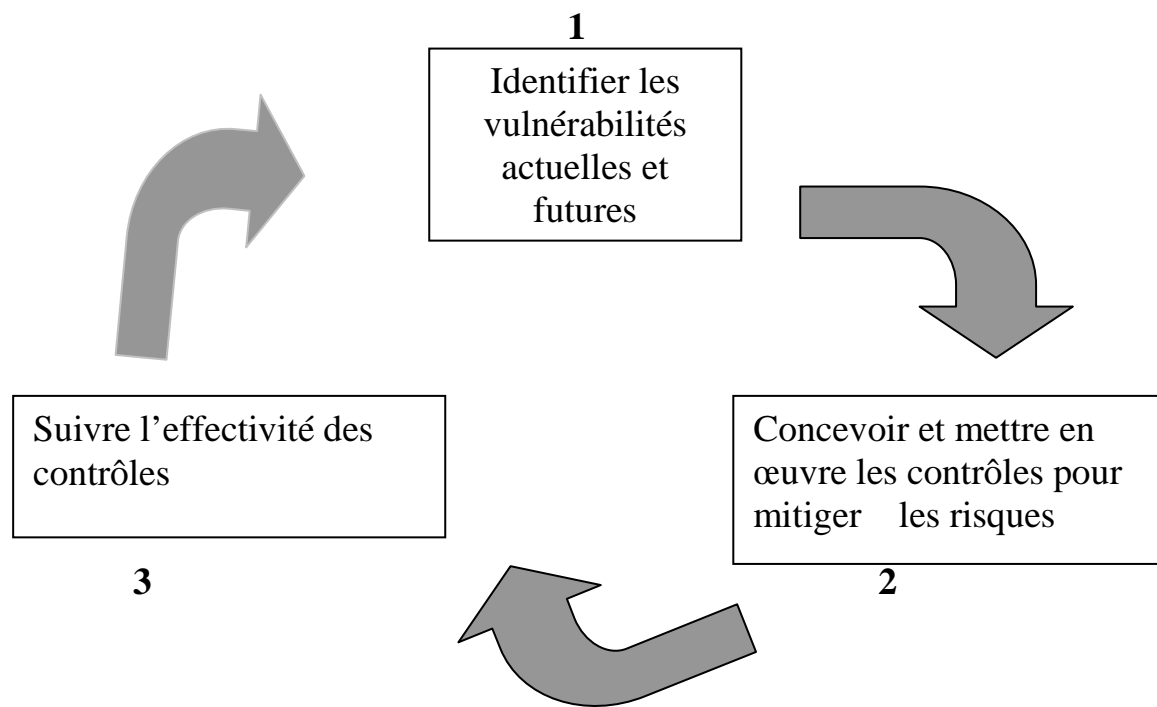 1
Identifier les
vulnérabilités
actuelles et
futures
Concevoir et mettre en
œuvre les contrôles pour
mitiger les risques
2
Suivre l’effectivité des
contrôles
3